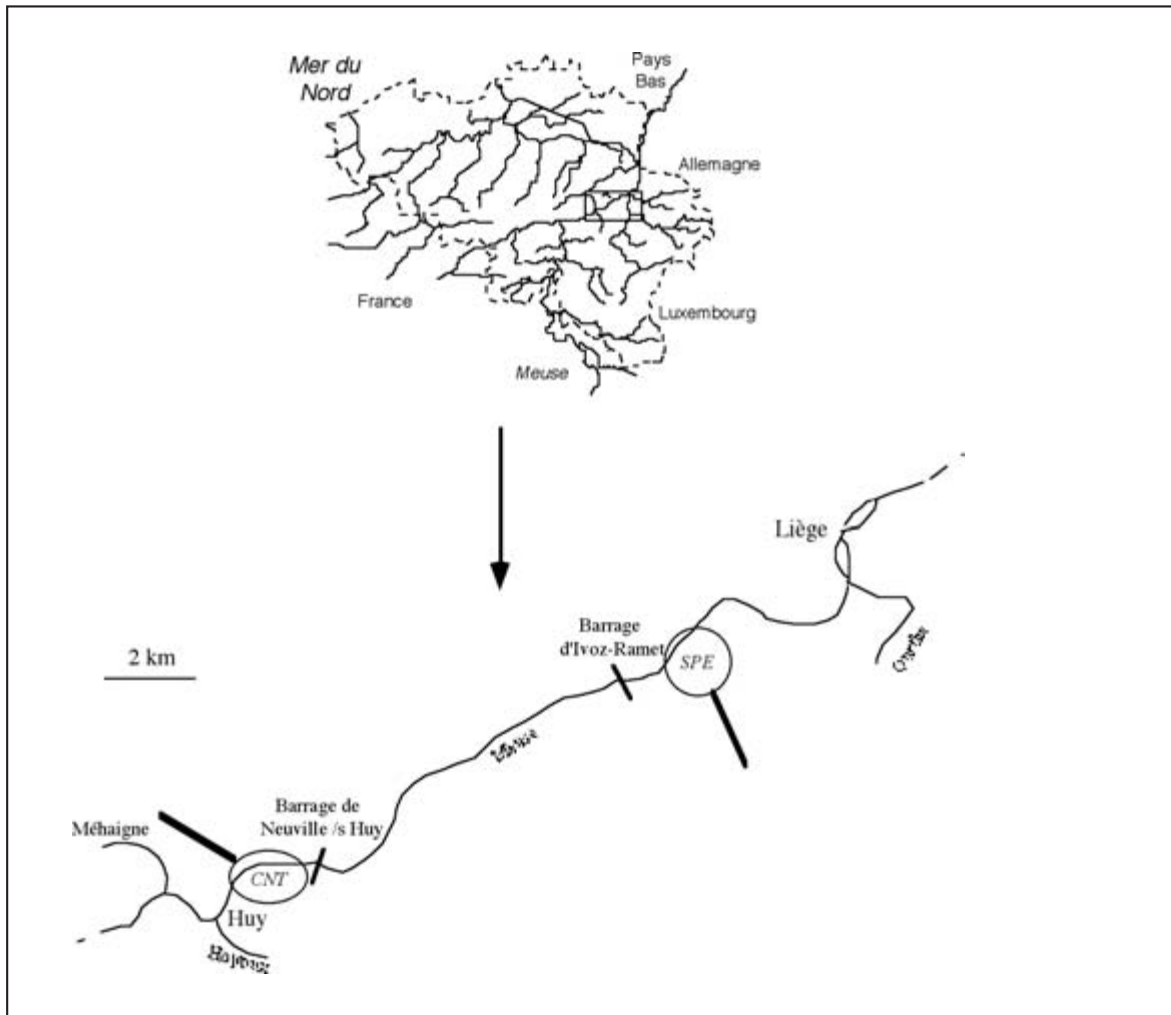 Mer du
Nord
Pays
Bas
Allemagne
France
Luxembourg
Meuse
Liège
Barrage
d'Ivoz-Ramet
SPE
2 km
Barrage de
Neuville /s Huy
Méhaigne
CNT
Huy